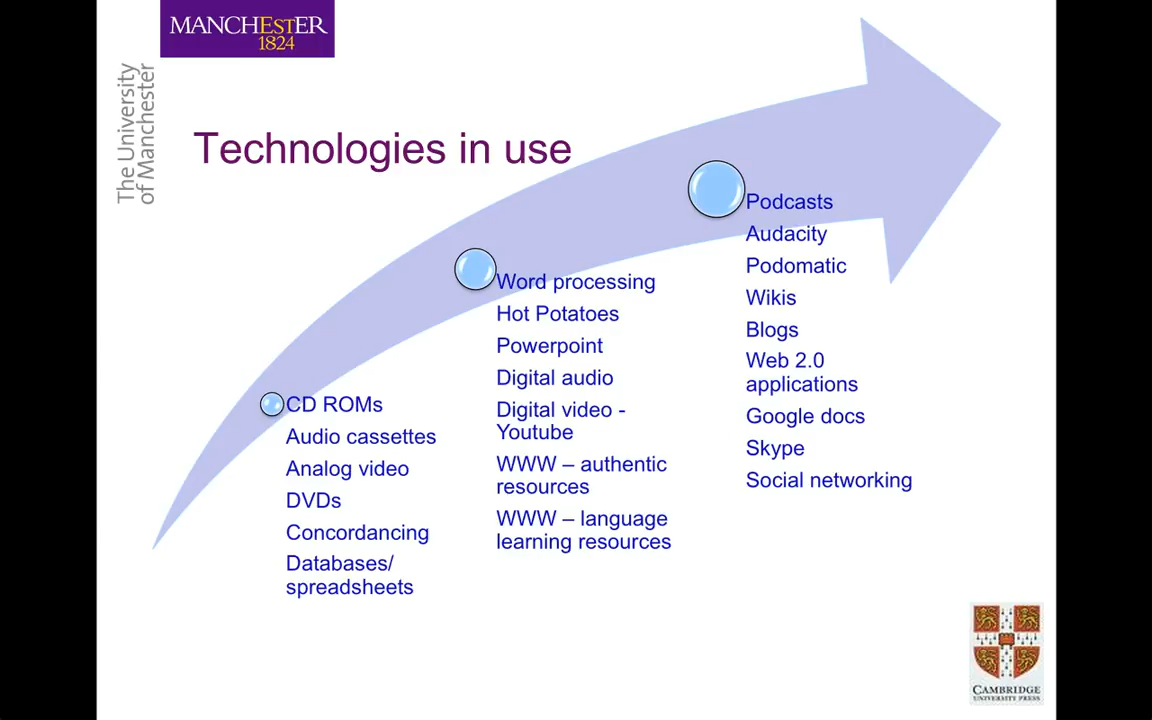 MANCHESTER
1824
The University
of Manchester
Technologies in use
CD ROMs
Audio cassettes
Analog video
DVDs
Concordancing
Databases/
spreadsheets
Word processing
Hot Potatoes
Powerpoint
Digital audio
Digital video -
Youtube
WWW – authentic
resources
WWW – language
learning resources
Podcasts
Audacity
Podomatic
Wikis
Blogs
Web 2.0
applications
Google docs
Skype
Social networking
CAMBRIDGE
UNIVERSITY PRESS